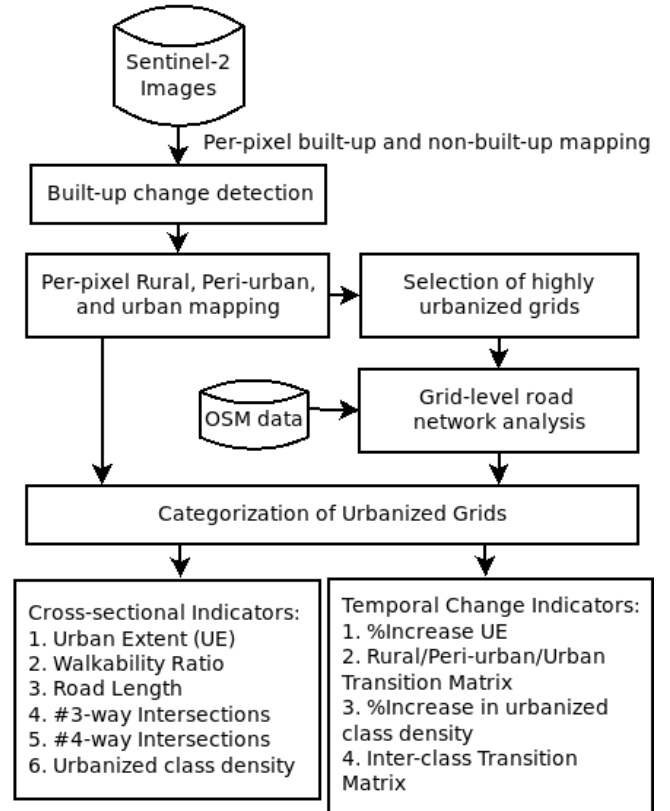 Sentinel-2
Images
Per-pixel built-up and non-built-up mapping
Built-up change detection
Per-pixel Rural, Peri-urban,
and urban mapping
Selection of highly
urbanized grids
OSM data
Grid-level road
network analysis
Categorization of Urbanized Grids
Cross-sectional Indicators:
1. Urban Extent (UE)
2. Walkability Ratio
3. Road Length
4. #3-way Intersections
5. #4-way Intersections
6. Urbanized class density
Temporal Change Indicators:
1. %Increase UE
2. Rural/Peri-urban/Urban
Transition Matrix
3. %Increase in urbanized
class density
4. Inter-class Transition
Matrix